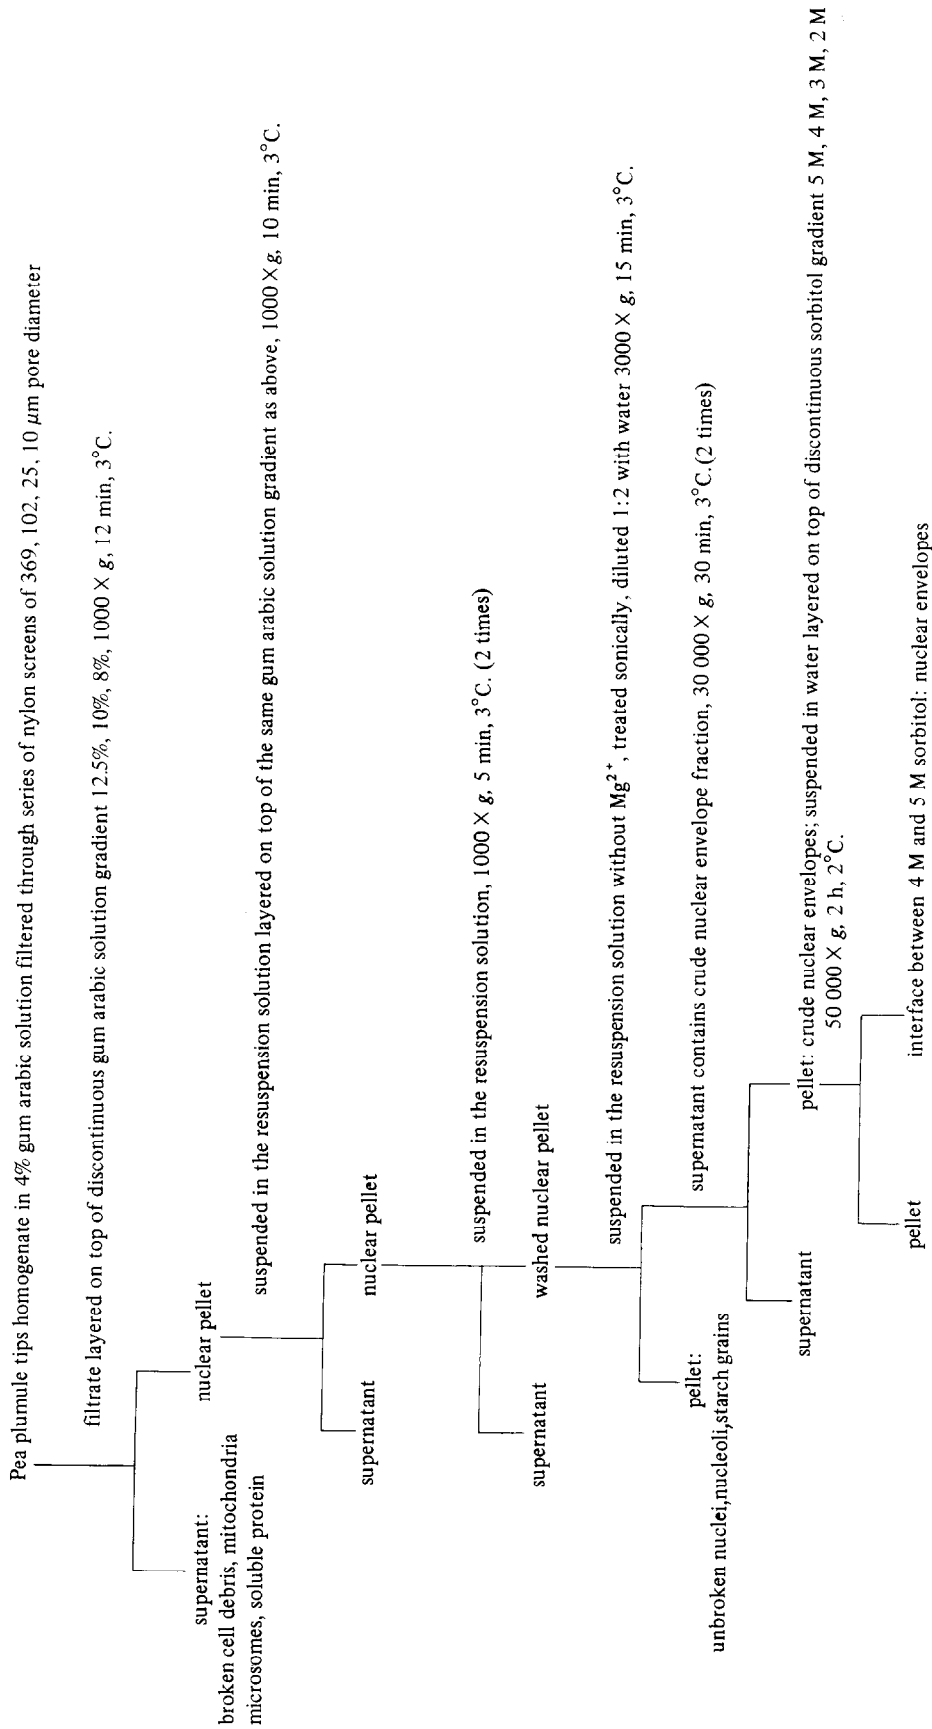 Pea plumule tips homogenate in 4% gum arabic solution filtered through series of nylon screens of 369, 102, 25, 10 μm pore diameter
filtrate layered on top of discontinuous gum arabic solution gradient 12.5%, 10%, 8%, 1000 × g, 12 min, 3°C.
supernatant:
broken cell debris, mitochondria
microsomes, soluble protein
nuclear pellet
suspended in the resuspension solution layered on top of the same gum arabic solution gradient as above, 1000 × g, 10 min, 3°C.
supernatant
nuclear pellet
suspended in the resuspension solution, 1000 × g, 5 min, 3°C. (2 times)
supernatant
washed nuclear pellet
suspended in the resuspension solution without Mg²⁺, treated sonically, diluted 1:2 with water 3000 × g, 15 min, 3°C.
pellet:
unbroken nuclei,nucleoli,starch grains
supernatant contains crude nuclear envelope fraction, 30 000 × g, 30 min, 3°C.(2 times)
supernatant
pellet: crude nuclear envelopes; suspended in water layered on top of discontinuous sorbitol gradient 5 M, 4 M, 3 M, 2 M
50 000 × g, 2 h, 2°C.
pellet
interface between 4 M and 5 M sorbitol: nuclear envelopes